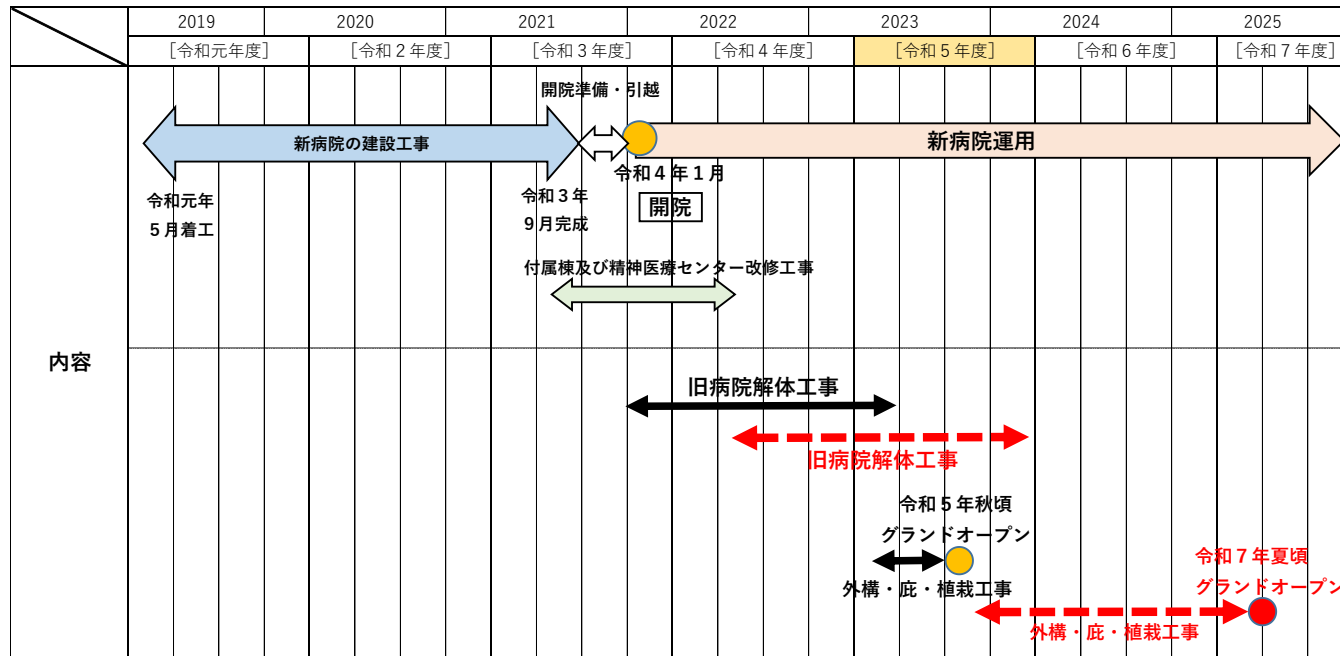 2019 2020 2021 2022 2023 2024 2025
［令和元年度］ ［令和２年度］ ［令和３年度］ ［令和４年度］ ［令和５年度］ ［令和６年度］ ［令和７年度］
内容
開院準備・引越
新病院の建設工事
新病院運用
令和元年
５月着工
令和３年
９月完成
令和４年１月
開院
付属棟及び精神医療センター改修工事
旧病院解体工事
旧病院解体工事
令和５年秋頃
グランドオープン
外構・庇・植栽工事
令和７年夏頃
グランドオープン
外構・庇・植栽工事